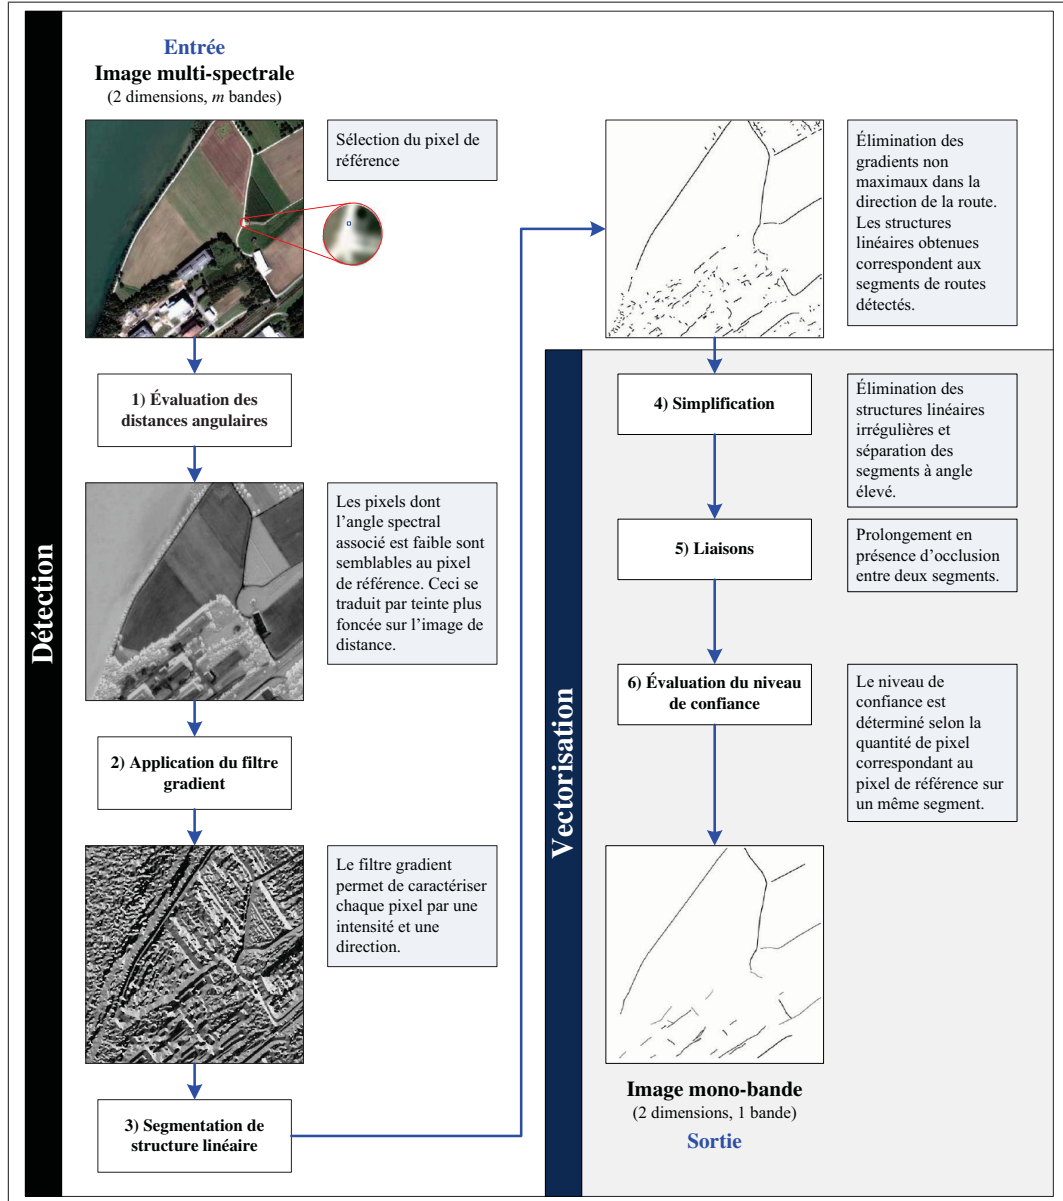 Détection
Entrée
Image multi-spectrale
(2 dimensions, m bandes)
Sélection du pixel de
référence
1) Évaluation des
distances angulaires
Les pixels dont
l’angle spectral
associé est faible sont
semblables au pixel
de référence. Ceci se
traduit par teinte plus
foncée sur l’image de
distance.
2) Application du filtre
gradient
Le filtre gradient
permet de caractériser
chaque pixel par une
intensité et une
direction.
3) Segmentation de
structure linéaire
Élimination des
gradients non
maximaux dans la
direction de la route.
Les structures
linéaires obtenues
correspondent aux
segments de routes
détectés.
Vectorisation
4) Simplification
Élimination des
structures linéaires
irrégulières et
séparation des
segments à angle
élevé.
5) Liaisons
Prolongement en
présence d’occlusion
entre deux segments.
6) Évaluation du niveau
de confiance
Le niveau de
confiance est
déterminé selon la
quantité de pixel
correspondant au
pixel de référence sur
un même segment.
Image mono-bande
(2 dimensions, 1 bande)
Sortie